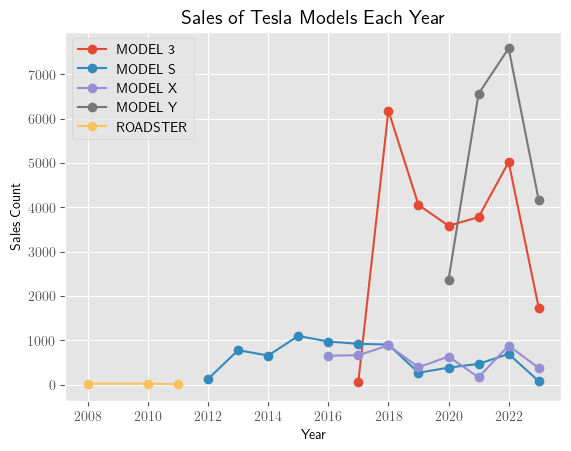 Sales of Tesla Models Each Year
MODEL 3
MODEL S
MODEL X
MODEL Y
ROADSTER
Sales Count
7000
6000
5000
4000
3000
2000
1000
0
2008 2010 2012 2014 2016 2018 2020 2022
Year